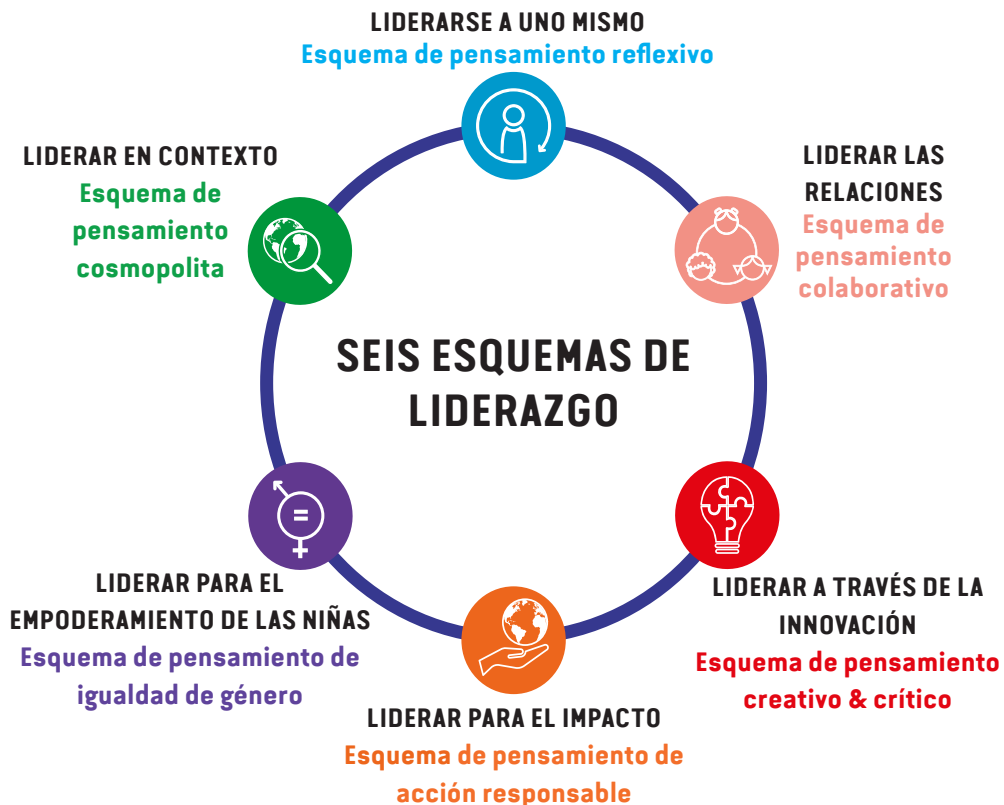 LIDERARSE A UNO MISMO
Esquema de pensamiento reflexivo
LIDERAR LAS
RELACIONES
Esquema de
pensamiento
colaborativo
LIDERAR A TRAVÉS DE LA
INNOVACIÓN
Esquema de pensamiento
creativo & crítico
LIDERAR PARA EL IMPACTO
Esquema de pensamiento de
acción responsable
LIDERAR PARA EL
EMPODERAMIENTO DE LAS NIÑAS
Esquema de pensamiento de
igualdad de género
LIDERAR EN CONTEXTO
Esquema de
pensamiento
cosmopolita
SEIS ESQUEMAS DE
LIDERAZGO